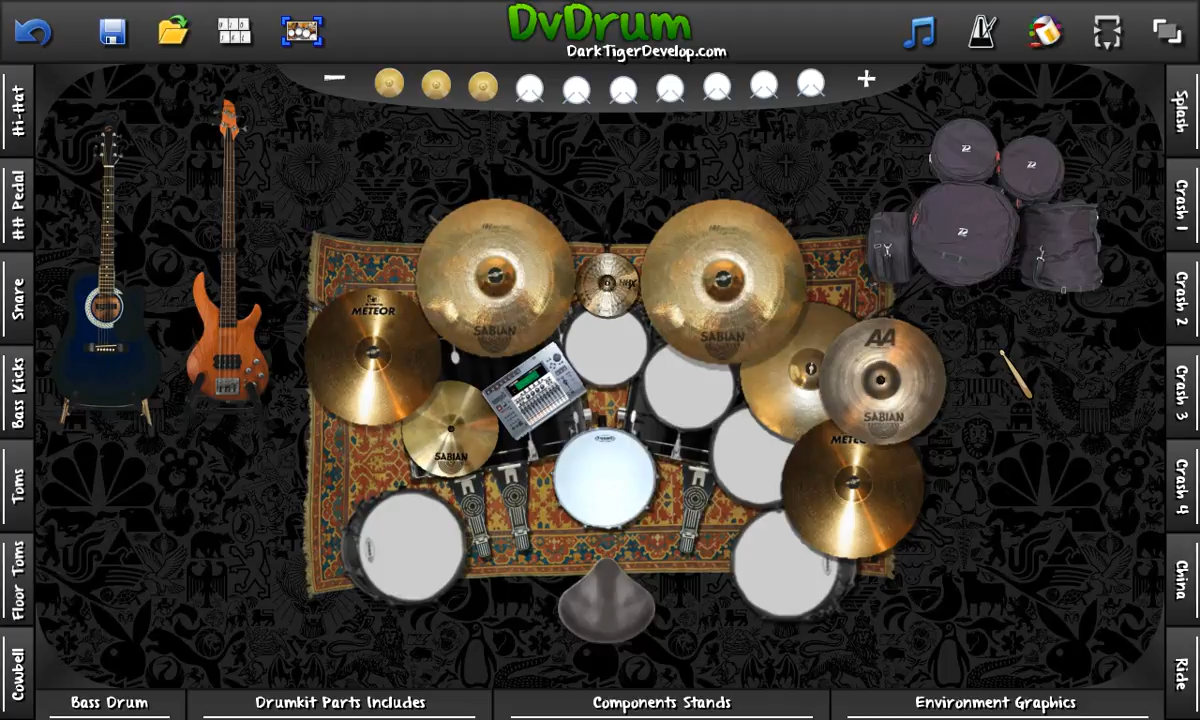 DvDrum
DarkTigerDevelop.com
Hi-Hat
HH Pedal
Snare
Bass Kicks
Toms
Floor Toms
Cowbell
METEOR
SABIAN
SABIAN
HHX
SABIAN
AA
SABIAN
Splash
Crash 1
Crash 2
Crash 3
Crash 4
China
Ride
Bass Drum
Drumkit Parts Includes
Components Stands
Environment Graphics